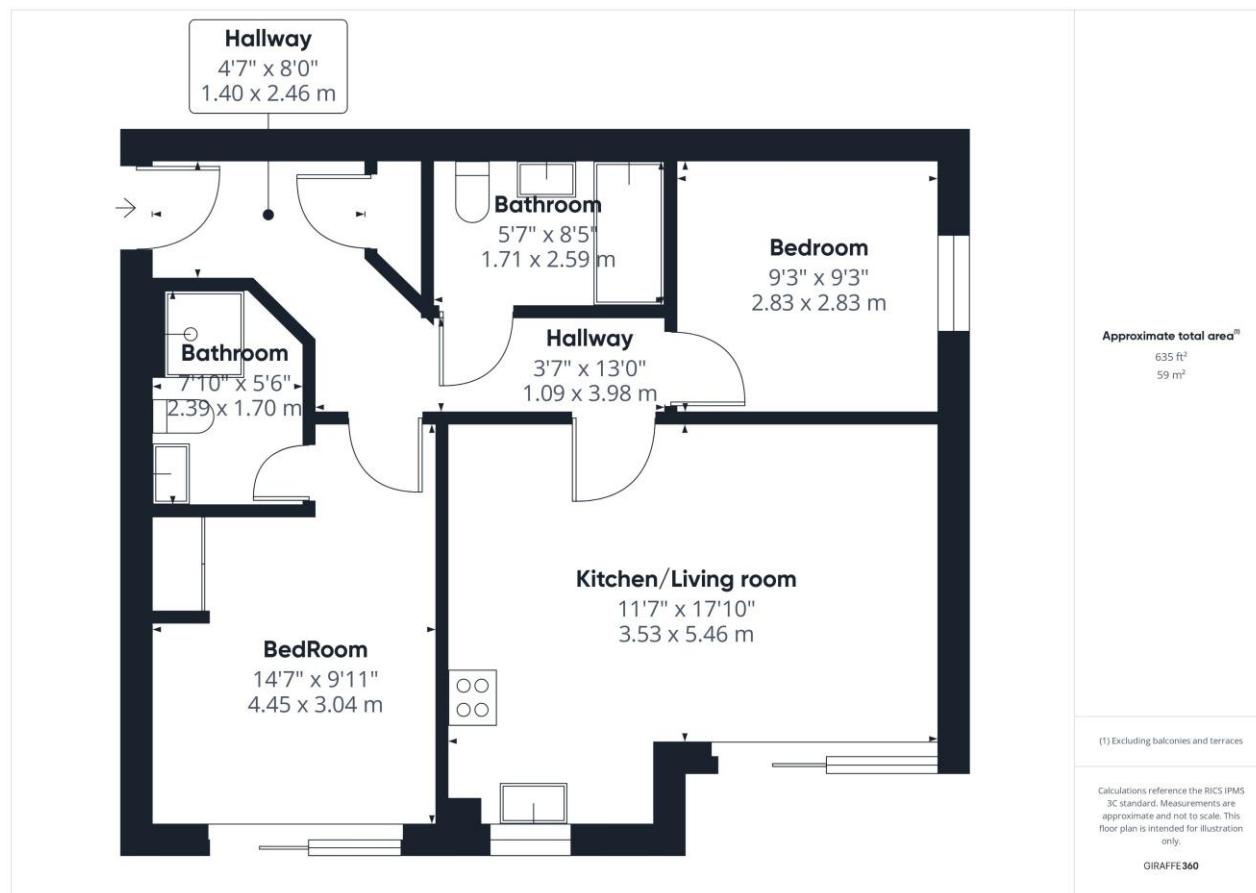 Hallway
4'7" x 8'0"
1.40 x 2.46 m
Bathroom
5'7" x 8'5"
1.71 x 2.59 m
Bedroom
9'3" x 9'3"
2.83 x 2.83 m
Hallway
3'7" x 13'0"
1.09 x 3.98 m
Bathroom
7'10" x 5'6"
2.39 x 1.70 m
Kitchen/Living room
11'7" x 17'10"
3.53 x 5.46 m
BedRoom
14'7" x 9'11"
4.45 x 3.04 m
Approximate total area(1)
635 ft²
59 m²
(1) Excluding balconies and terraces
Calculations reference the RICS IPMS
3C standard. Measurements are
approximate and not to scale. This
floor plan is intended for illustration
only.
GIRAFFE360